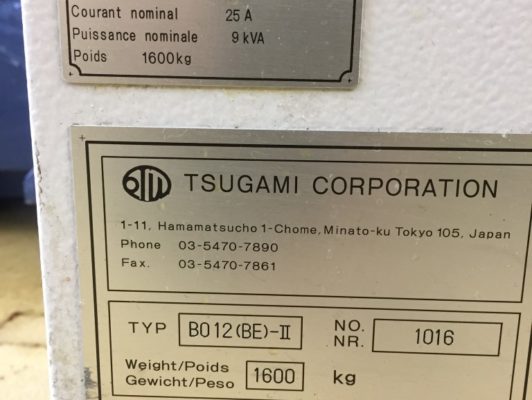 Courant nominal 25 A
Puissance nominale 9 kVA
Poids 1600kg
TSUGAMI CORPORATION
1-11, Hamamatsucho 1-Chome, Minato-ku Tokyo 105, Japan
Phone 03-5470-7890
Fax. 03-5470-7861
TYP B012(BE)-II NO. NR. 1016
Weight/Poids
Gewicht/Peso 1600 kg